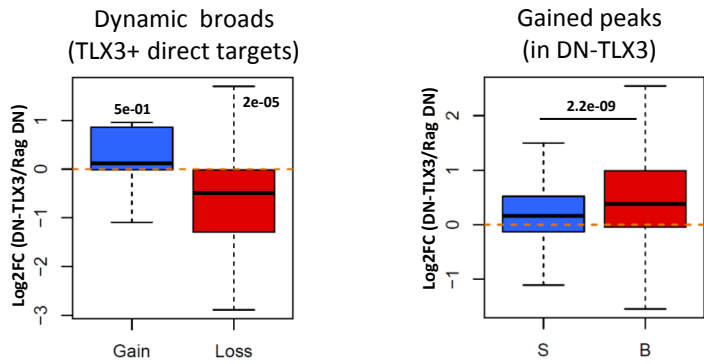 Dynamic broads
(TLX3+ direct targets)
Log2FC (DN-TLX3/Rag DN)
1
0
−1
−2
−3
5e-01
2e-05
Gain
Loss
Gained peaks
(in DN-TLX3)
Log2FC (DN-TLX3/Rag DN)
2
1
0
−1
2.2e-09
S
B